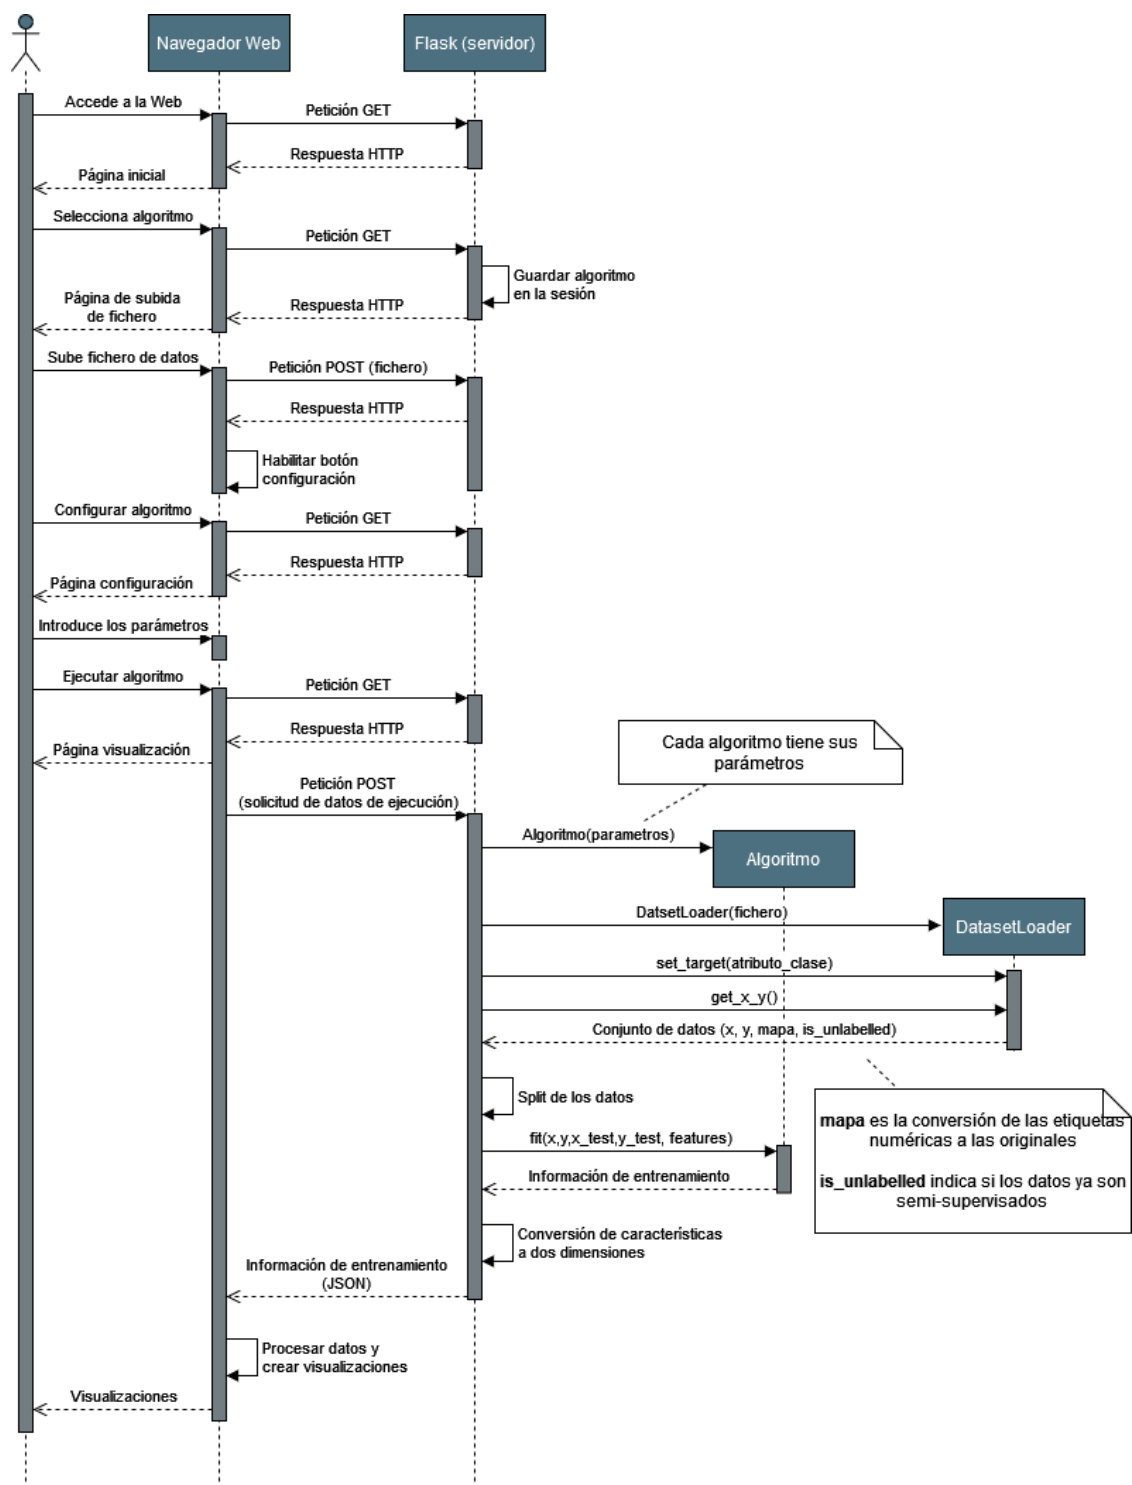 Navegador Web
Flask (servidor)
Accede a la Web
Petición GET
Respuesta HTTP
Página inicial
Selecciona algoritmo
Petición GET
Guardar algoritmo
en la sesión
Respuesta HTTP
Página de subida
de fichero
Sube fichero de datos
Petición POST (fichero)
Respuesta HTTP
Habilitar botón
configuración
Configurar algoritmo
Petición GET
Respuesta HTTP
Página configuración
Introduce los parámetros
Ejecutar algoritmo
Petición GET
Respuesta HTTP
Página visualización
Cada algoritmo tiene sus
parámetros
Petición POST
(solicitud de datos de ejecución)
Algoritmo(parametros)
Algoritmo
DatsetLoader(fichero)
DatasetLoader
set_target(atributo_clase)
get_x_y()
Conjunto de datos (x, y, mapa, is_unlabelled)
Split de los datos
mapa es la conversión de las etiquetas
numéricas a las originales
is_unlabelled indica si los datos ya son
semi-supervisados
fit(x,y,x_test,y_test, features)
Información de entrenamiento
Conversión de características
a dos dimensiones
Información de entrenamiento
(JSON)
Procesar datos y
crear visualizaciones
Visualizaciones